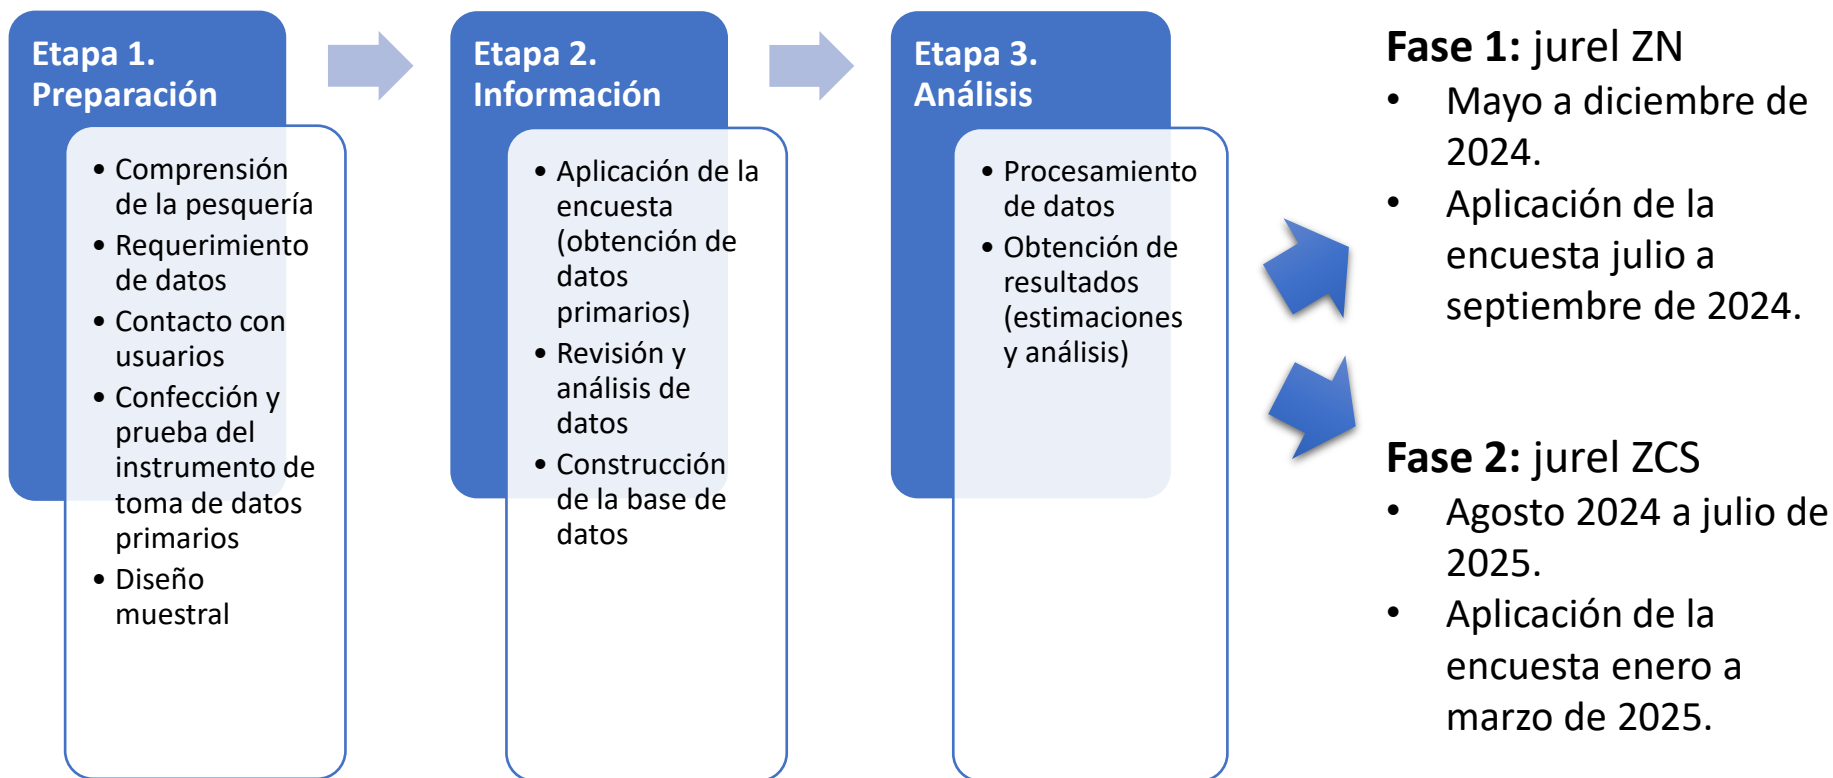 Etapa 1.
Preparación
• Comprensión
de la pesquería
• Requerimiento
de datos
• Contacto con
usuarios
• Confección y
prueba del
instrumento de
toma de datos
primarios
• Diseño
muestral
Etapa 2.
Información
• Aplicación de la
encuesta
(obtención de
datos
primarios)
• Revisión y
análisis de
datos
• Construcción
de la base de
datos
Etapa 3.
Análisis
• Procesamiento
de datos
• Obtención de
resultados
(estimaciones
y análisis)
Fase 1: jurel ZN
• Mayo a diciembre de
2024.
• Aplicación de la
encuesta julio a
septiembre de 2024.
Fase 2: jurel ZCS
• Agosto 2024 a julio de
2025.
• Aplicación de la
encuesta enero a
marzo de 2025.